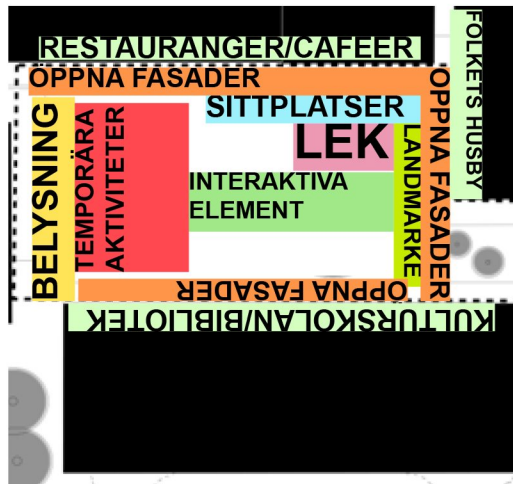 RESTAURANGER/CAFEER
OPPNA FASADER
FOLKETS HUSBY
OPPNA FASADER
SITTPLATSER
BELYSNING
TEMPORÄRA
AKTIVITETER
LEK
LANDMARKE
INTERAKTIVA
ELEMENT
OPPNA FASADER
KULTURSKOLAN/BIBLIOTEK